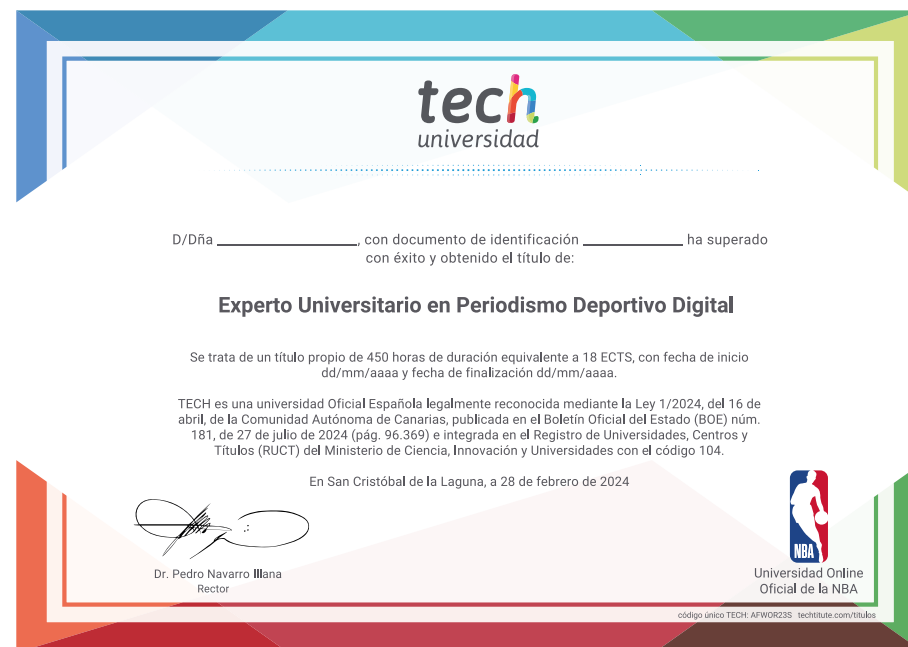 tech
universidad
D/Dña ____________________, con documento de identificación ______________ ha superado
con éxito y obtenido el título de:
Experto Universitario en Periodismo Deportivo Digital
Se trata de un título propio de 450 horas de duración equivalente a 18 ECTS, con fecha de inicio
dd/mm/aaaa y fecha de finalización dd/mm/aaaa.
TECH es una universidad Oficial Española legalmente reconocida mediante la Ley 1/2024, del 16 de
abril, de la Comunidad Autónoma de Canarias, publicada en el Boletín Oficial del Estado (BOE) núm.
181, de 27 de julio de 2024 (pág. 96.369) e integrada en el Registro de Universidades, Centros y
Títulos (RUCT) del Ministerio de Ciencia, Innovación y Universidades con el código 104.
En San Cristóbal de la Laguna, a 28 de febrero de 2024
Dr. Pedro Navarro Illana
Rector
NBA
Universidad Online
Oficial de la NBA
código único TECH: AFWOR23S techtitute.com/titulos